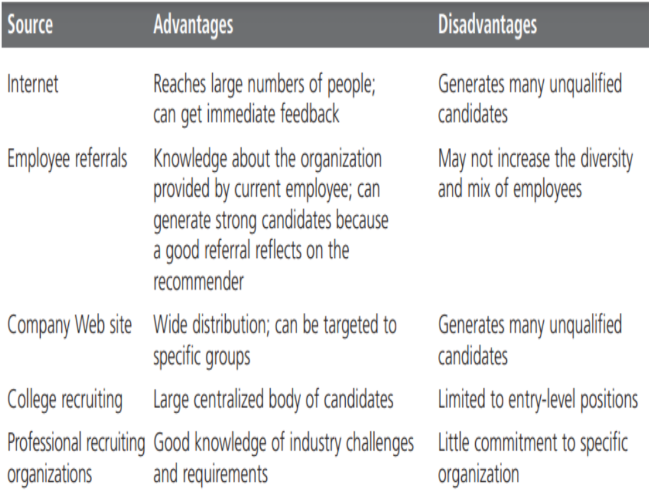 Source Advantages Disadvantages
Internet Reaches large numbers of people; Generates many unqualified
can get immediate feedback candidates
Employee referrals Knowledge about the organization May not increase the diversity
provided by current employee; can and mix of employees
generate strong candidates because
a good referral reflects on the
recommender
Company Web site Wide distribution; can be targeted to Generates many unqualified
specific groups candidates
College recruiting Large centralized body of candidates Limited to entry-level positions
Professional recruiting Good knowledge of industry challenges Little commitment to specific
organizations and requirements organization